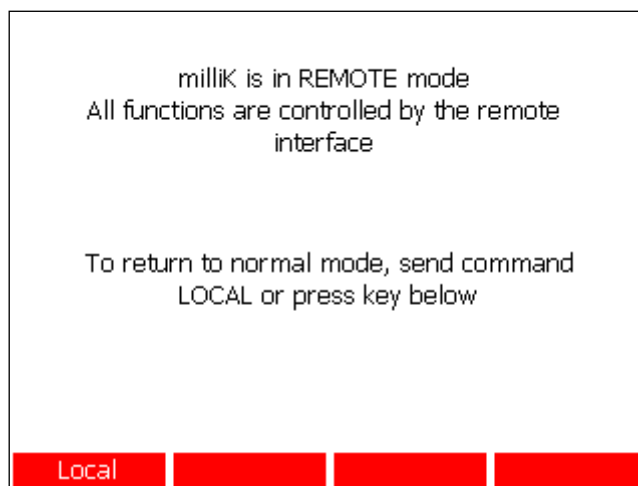 milliK is in REMOTE mode
All functions are controlled by the remote
interface
To return to normal mode, send command
LOCAL or press key below
Local